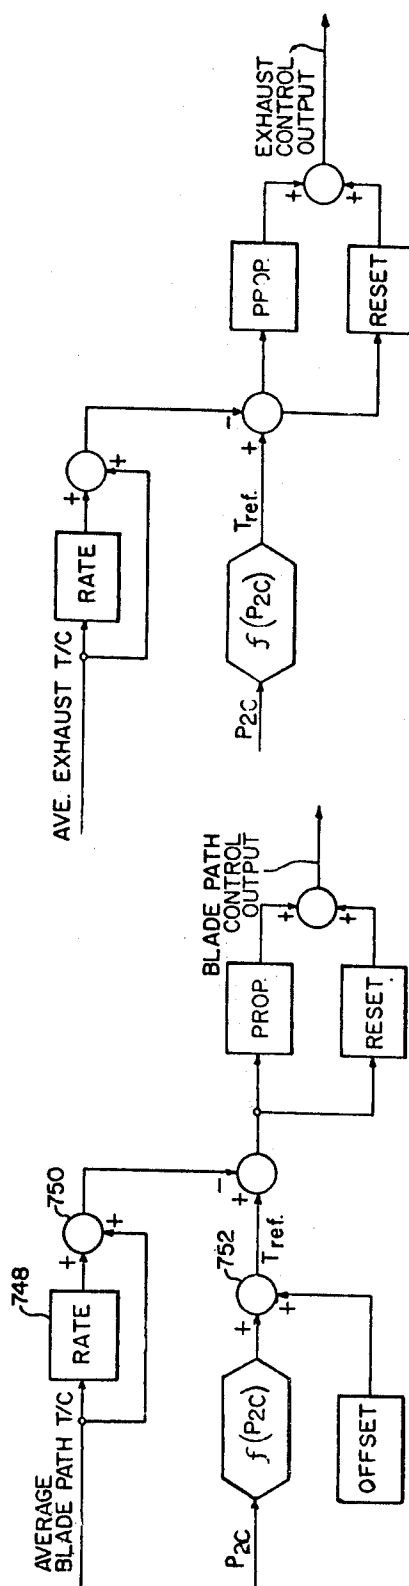 AVERAGE
BLADE PATH T/C
748
RATE
+
+
750
P2C
f(P2C)
OFFSET
+
+
752
Tref.
+
-
PROP.
RESET.
+
+
BLADE PATH
CONTROL
OUTPUT
AVE. EXHAUST T/C
RATE
+
+
P2C
f(P2C)
Tref.
+
-
PROP.
RESET
+
+
EXHAUST
CONTROL
OUTPUT